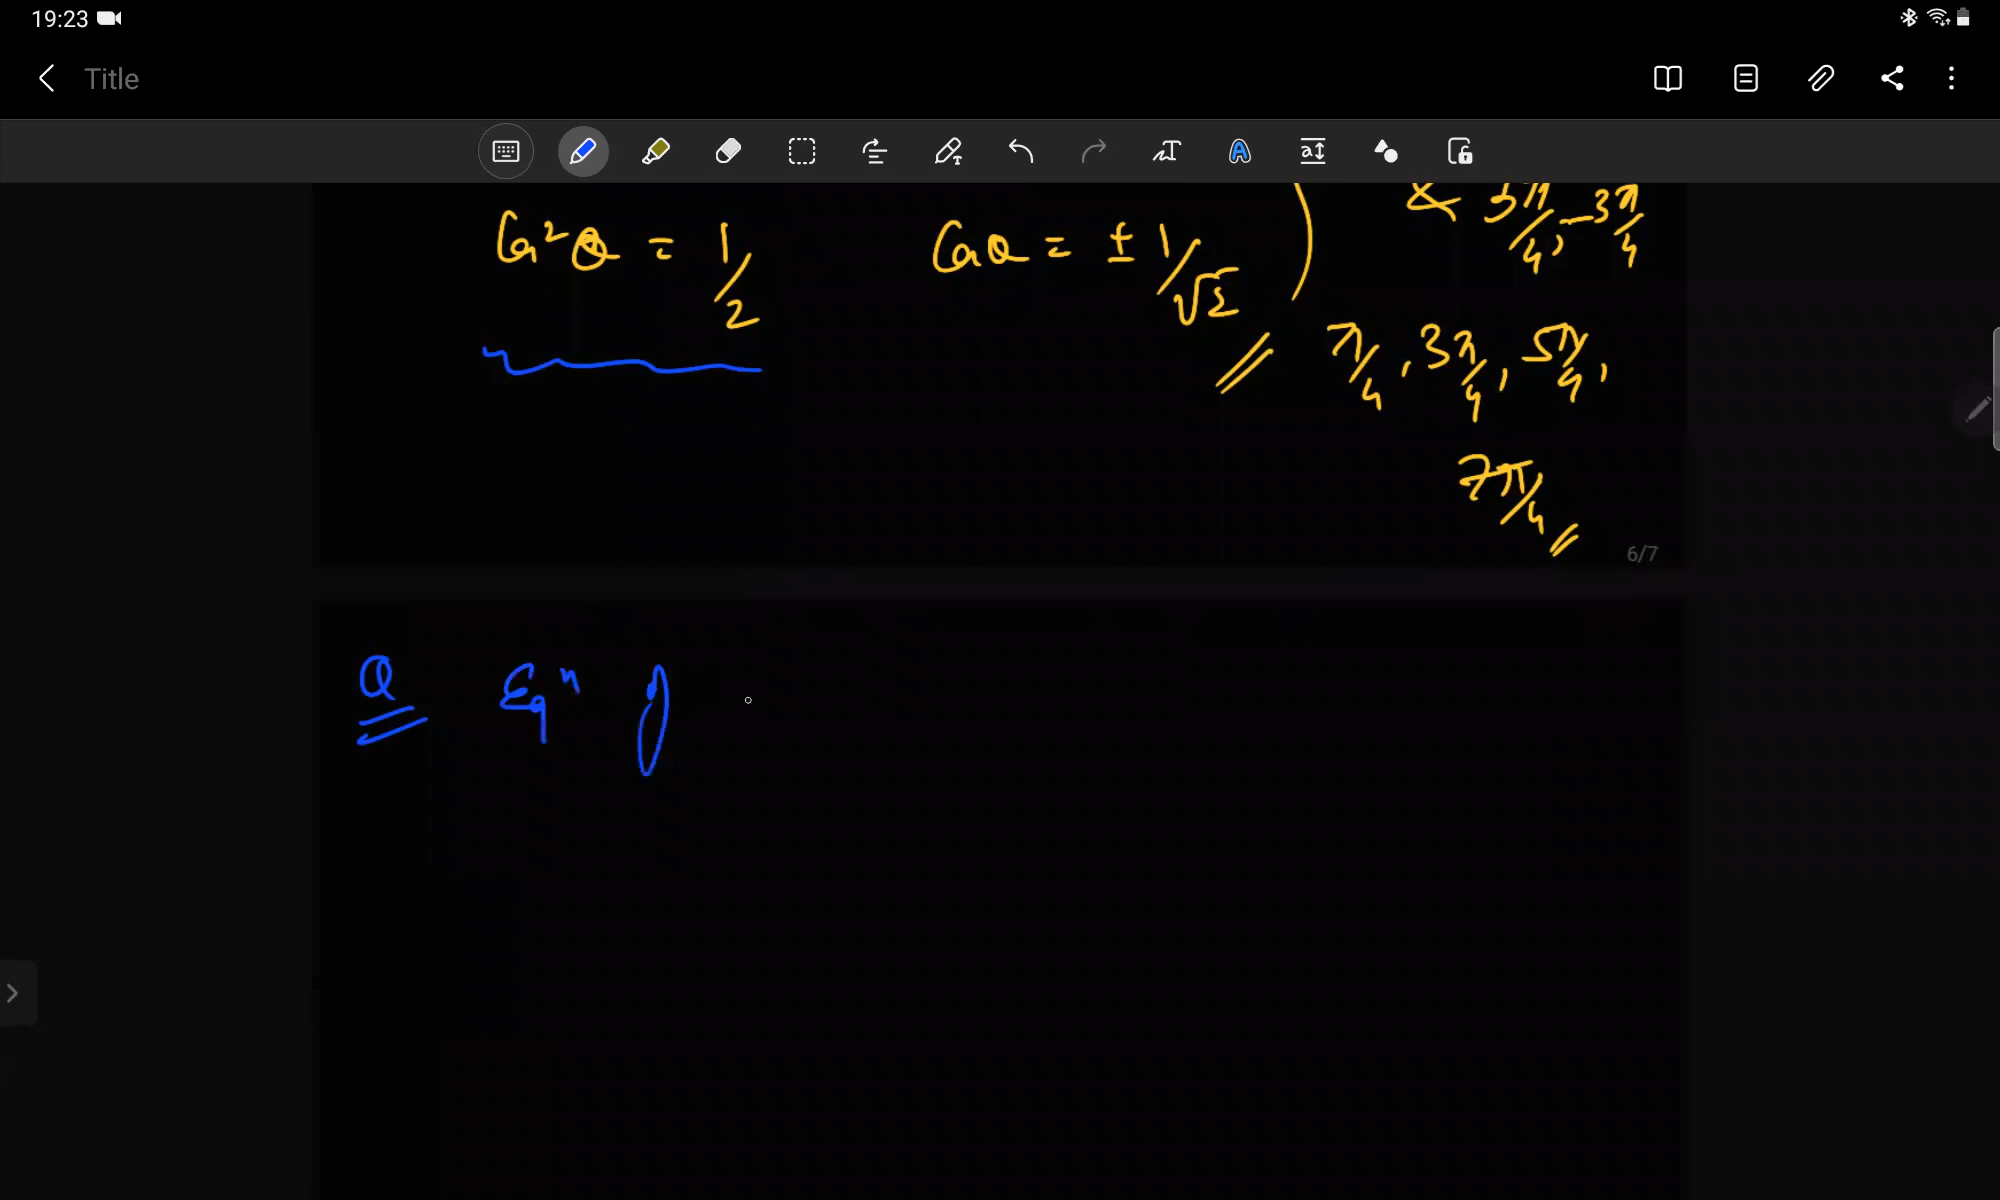 19:23
Title
& 3π/4, -3π/4
Cos²θ = 1/2 Cosθ = ± 1/√2
π/4, 3π/4, 5π/4,
7π/4
6/7
Q Eqⁿ of